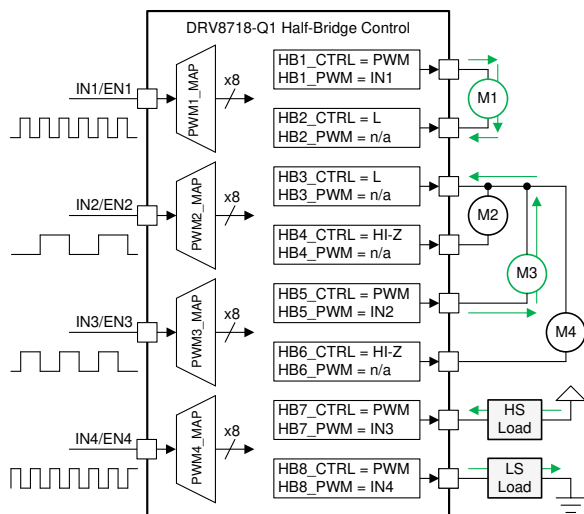 DRV8718-Q1 Half-Bridge Control
IN1/EN1
PWM1_MAP
x8
HB1_CTRL = PWM
HB1_PWM = IN1
M1
HB2_CTRL = L
HB2_PWM = n/a
IN2/EN2
PWM2_MAP
x8
HB3_CTRL = L
HB3_PWM = n/a
M2
HB4_CTRL = HI-Z
HB4_PWM = n/a
M3
IN3/EN3
PWM3_MAP
x8
HB5_CTRL = PWM
HB5_PWM = IN2
M4
HB6_CTRL = HI-Z
HB6_PWM = n/a
IN4/EN4
PWM4_MAP
x8
HB7_CTRL = PWM
HB7_PWM = IN3
HS
Load
HB8_CTRL = PWM
HB8_PWM = IN4
LS
Load